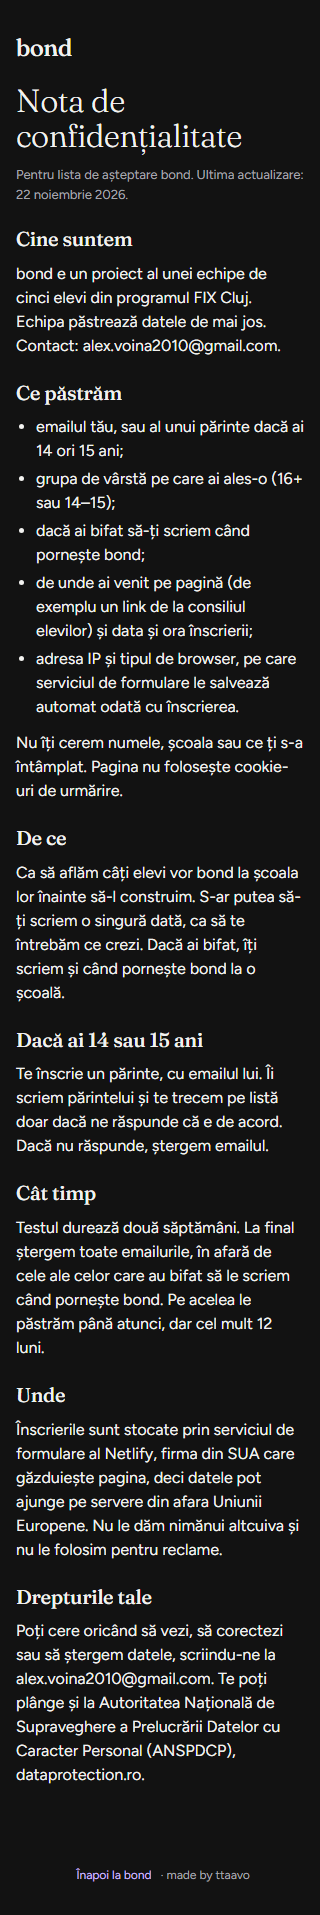 bond
Nota de
confidențialitate
Pentru lista de așteptare bond. Ultima actualizare:
22 noiembrie 2026.
Cine suntem
bond e un proiect al unei echipe de
cinci elevi din programul FIX Cluj.
Echipa păstrează datele de mai jos.
Contact: alex.voina2010@gmail.com.
Ce păstrăm
• emailul tău, sau al unui părinte dacă ai
14 ori 15 ani;
• grupa de vârstă pe care ai ales-o (16+
sau 14–15);
• dacă ai bifat să-ți scriem când
pornește bond;
• de unde ai venit pe pagină (de
exemplu un link de la consiliul
elevilor) și data și ora înscrierii;
• adresa IP și tipul de browser, pe care
serviciul de formulare le salvează
automat odată cu înscrierea.
Nu îți cerem numele, școala sau ce ți s-a
întâmplat. Pagina nu folosește cookie-
uri de urmărire.
De ce
Ca să aflăm câți elevi vor bond la școala
lor înainte să-l construim. S-ar putea să-
ți scriem o singură dată, ca să te
întrebăm ce crezi. Dacă ai bifat, îți
scriem și când pornește bond la o
școală.
Dacă ai 14 sau 15 ani
Te înscrie un părinte, cu emailul lui. Îi
scriem părintelui și te trecem pe listă
doar dacă ne răspunde că e de acord.
Dacă nu răspunde, ștergem emailul.
Cât timp
Testul durează două săptămâni. La final
ștergem toate emailurile, în afară de
cele ale celor care au bifat să le scriem
când pornește bond. Pe acelea le
păstrăm până atunci, dar cel mult 12
luni.
Unde
Înscrierile sunt stocate prin serviciul de
formulare al Netlify, firma din SUA care
găzduiește pagina, deci datele pot
ajunge pe servere din afara Uniunii
Europene. Nu le dăm nimănui altcuiva și
nu le folosim pentru reclame.
Drepturile tale
Poți cere oricând să vezi, să corectezi
sau să ștergem datele, scriindu-ne la
alex.voina2010@gmail.com. Te poți
plânge și la Autoritatea Națională de
Supraveghere a Prelucrării Datelor cu
Caracter Personal (ANSPDCP),
dataprotection.ro.
Înapoi la bond · made by ttaavo